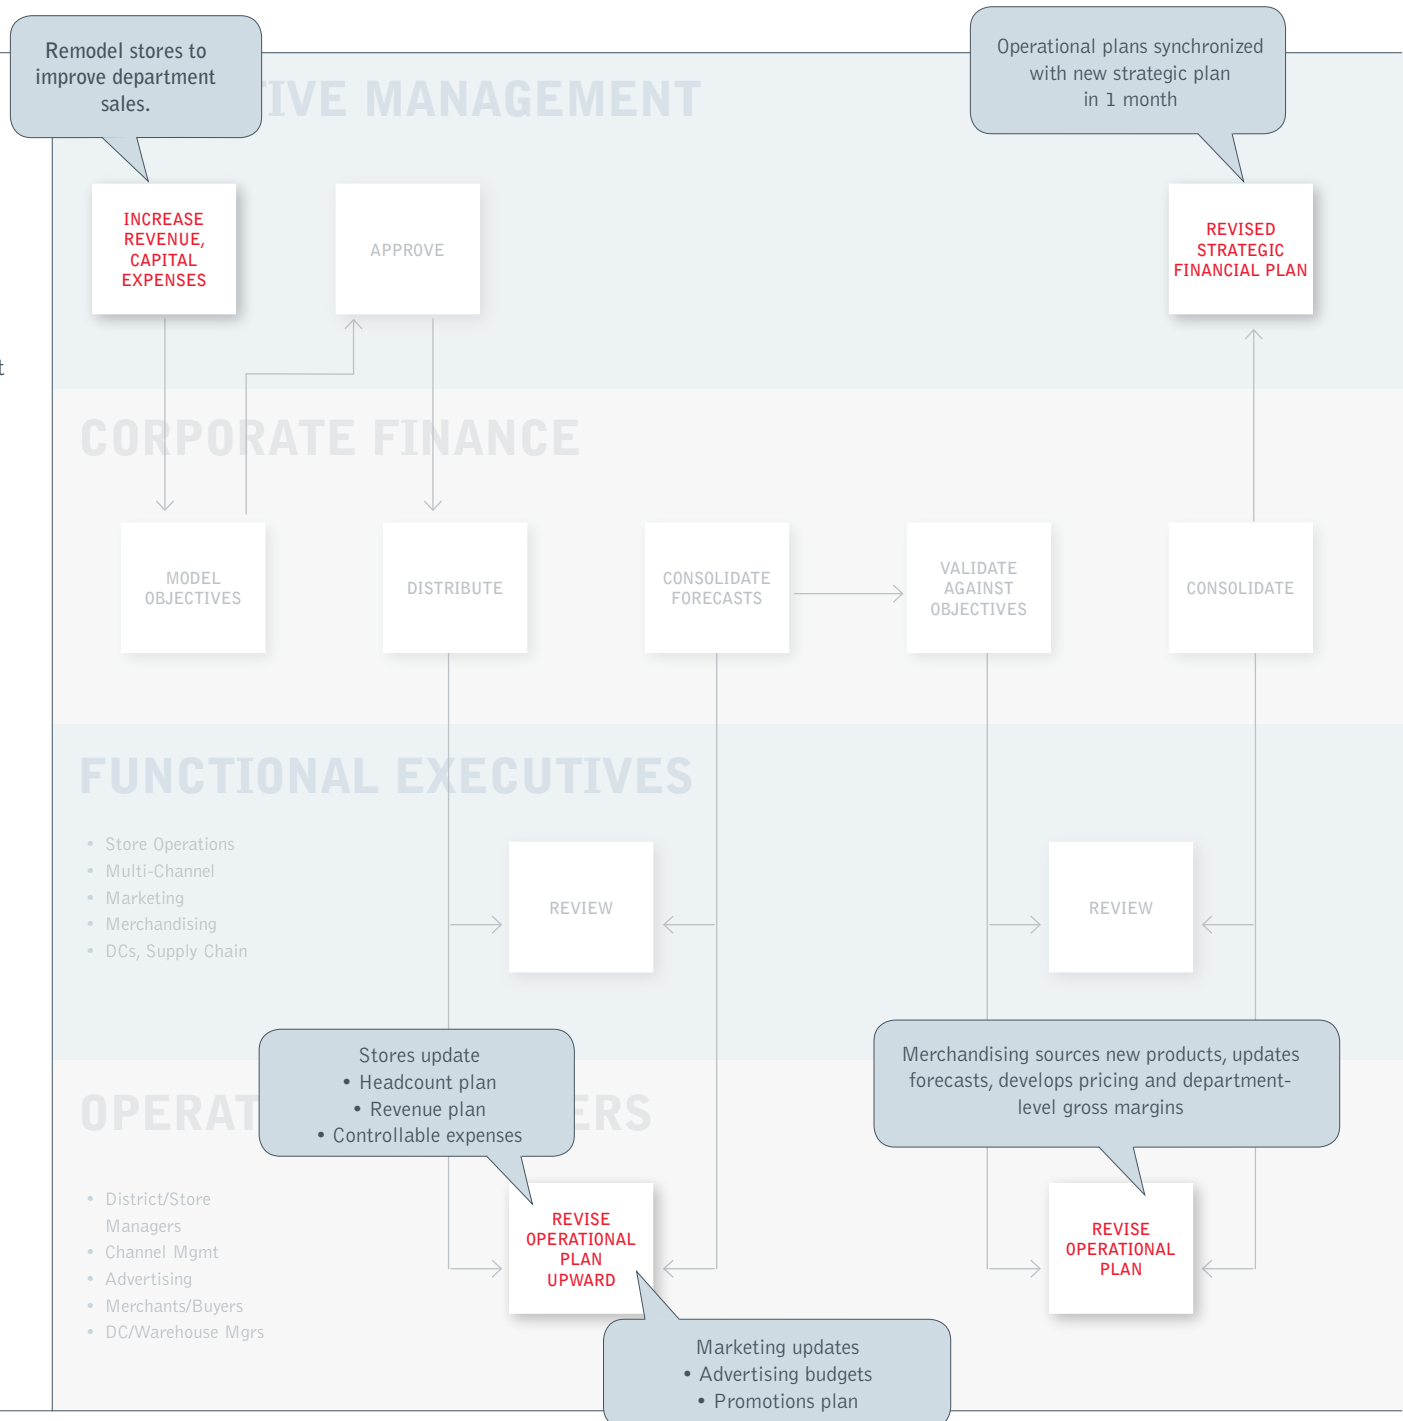 Remodel stores to
improve department
sales.
Operational plans synchronized
with new strategic plan
in 1 month
TIVE MANAGEMENT
INCREASE
REVENUE,
CAPITAL
EXPENSES
APPROVE
REVISED
STRATEGIC
FINANCIAL PLAN
t
CORPORATE FINANCE
MODEL
OBJECTIVES
DISTRIBUTE
CONSOLIDATE
FORECASTS
VALIDATE
AGAINST
OBJECTIVES
CONSOLIDATE
FUNCTIONAL EXECUTIVES
• Store Operations
• Multi-Channel
• Marketing
• Merchandising
• DCs, Supply Chain
REVIEW
REVIEW
Stores update
• Headcount plan
• Revenue plan
• Controllable expenses
Merchandising sources new products, updates
forecasts, develops pricing and department-
level gross margins
OPERAT ERS
• District/Store
Managers
• Channel Mgmt
• Advertising
• Merchants/Buyers
• DC/Warehouse Mgrs
REVISE
OPERATIONAL
PLAN
UPWARD
REVISE
OPERATIONAL
PLAN
Marketing updates
• Advertising budgets
• Promotions plan